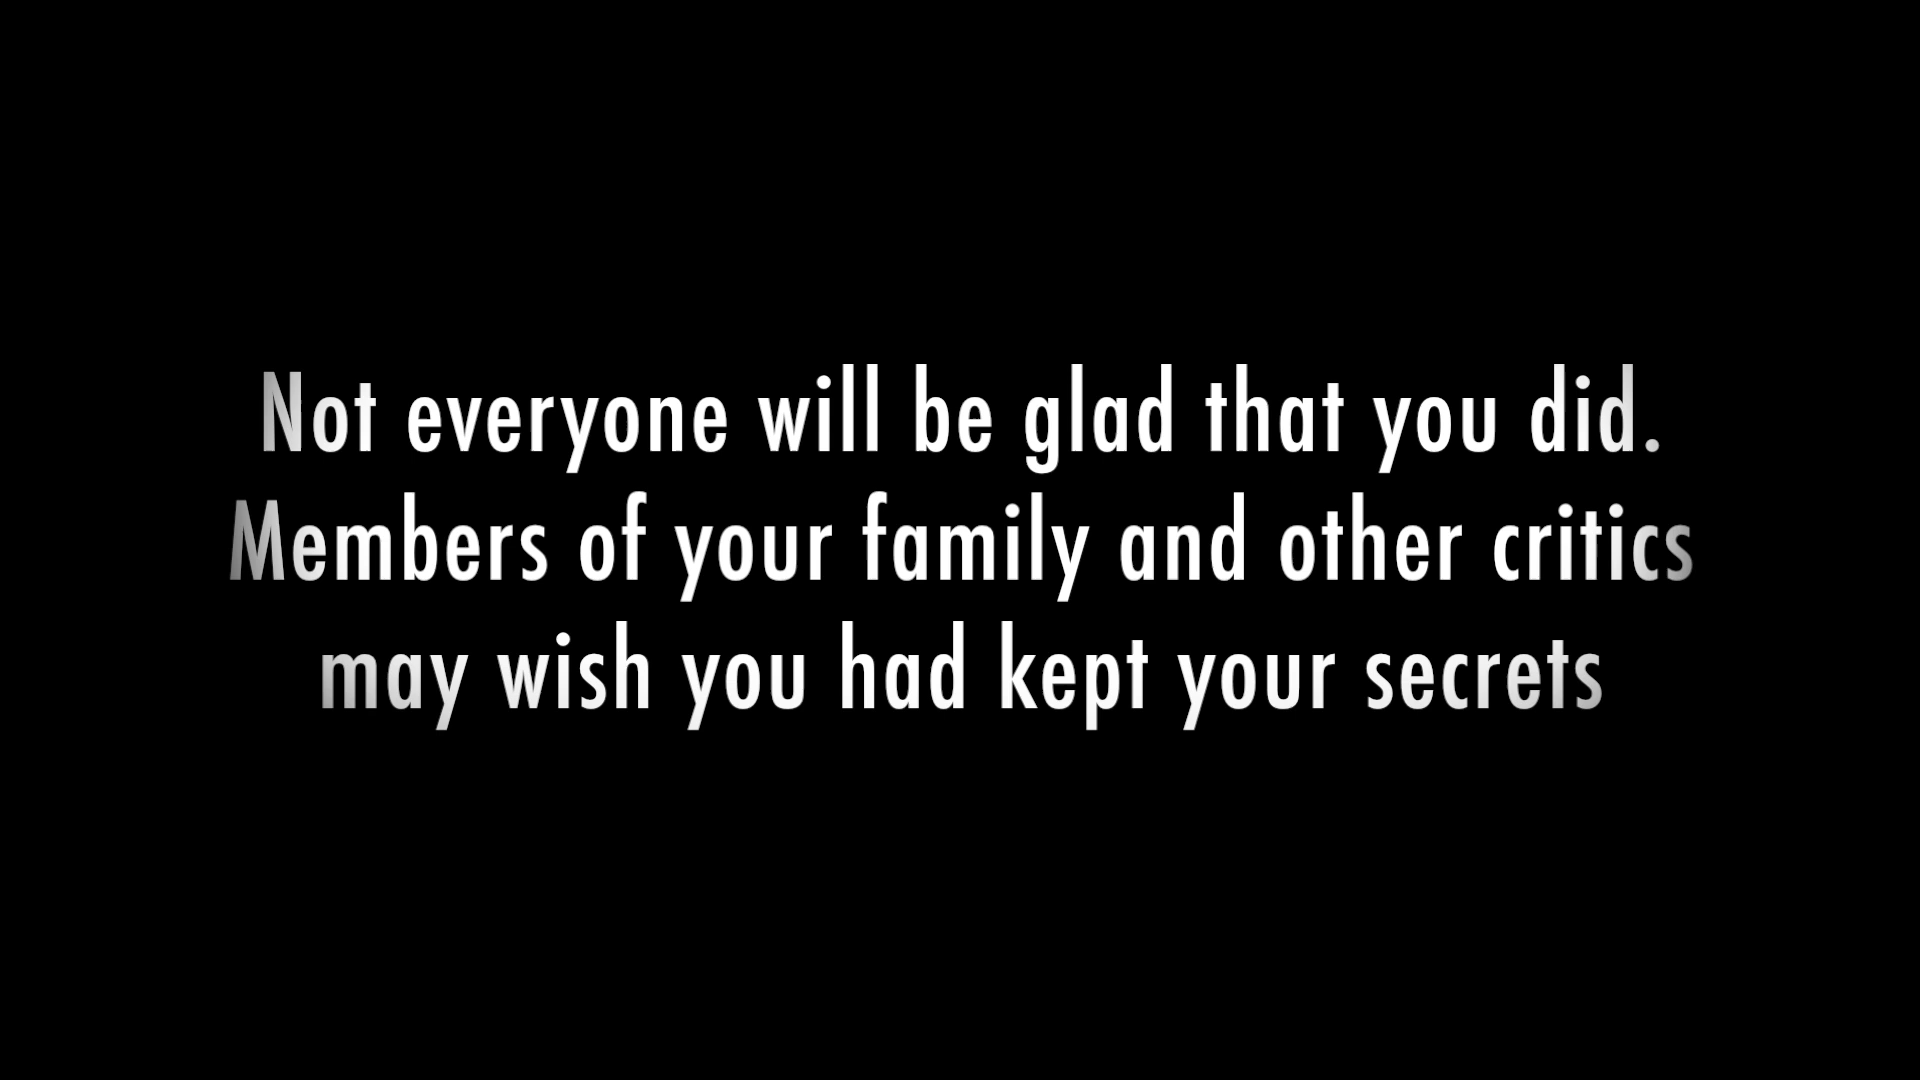 Not everyone will be glad that you did.
Members of your family and other critics
may wish you had kept your secrets